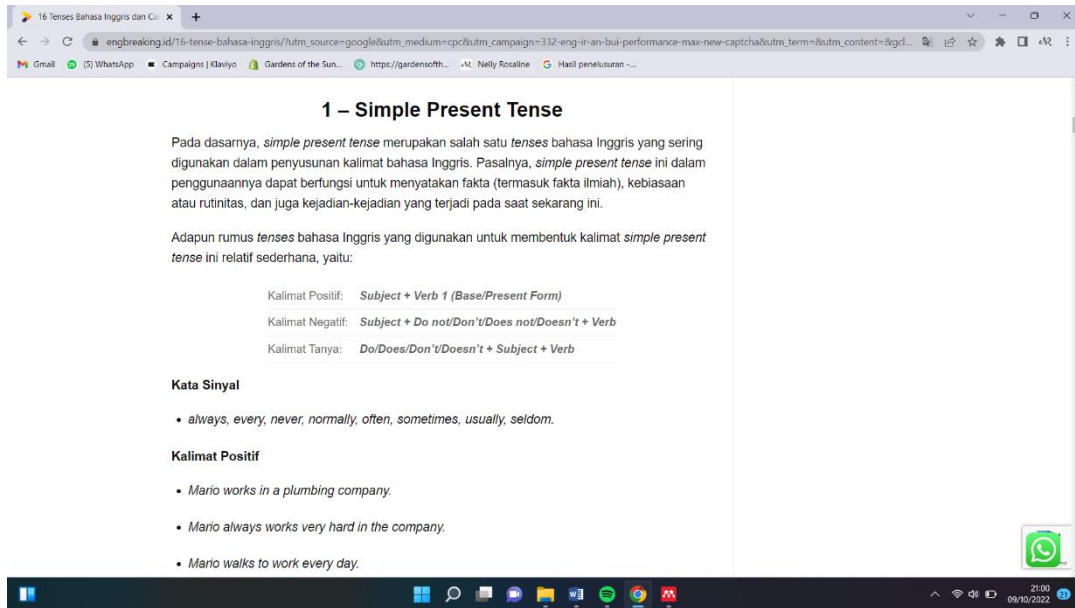 16 Tenses Bahasa Inggris dan Ca
engbreaking.id/16-tense-bahasa-inggris/?utm_source=google&utm_medium=cpc&utm_campaign=332-eng-ir-an-bui-performance-max-new-captcha&utm_term=&utm_content=&gcl...
Gmail (5) WhatsApp Campaigns | Klaviyo Gardens of the Sun... https://gardensofth... Nelly Rosaline Hasil penelusuran -...
1 – Simple Present Tense
Pada dasarnya, simple present tense merupakan salah satu tenses bahasa Inggris yang sering
digunakan dalam penyusunan kalimat bahasa Inggris. Pasalnya, simple present tense ini dalam
penggunaannya dapat berfungsi untuk menyatakan fakta (termasuk fakta ilmiah), kebiasaan
atau rutinitas, dan juga kejadian-kejadian yang terjadi pada saat sekarang ini.
Adapun rumus tenses bahasa Inggris yang digunakan untuk membentuk kalimat simple present
tense ini relatif sederhana, yaitu:
Kalimat Positif: Subject + Verb 1 (Base/Present Form)
Kalimat Negatif: Subject + Do not/Don't/Does not/Doesn't + Verb
Kalimat Tanya: Do/Does/Don't/Doesn't + Subject + Verb
Kata Sinyal
• always, every, never, normally, often, sometimes, usually, seldom.
Kalimat Positif
• Mario works in a plumbing company.
• Mario always works very hard in the company.
• Mario walks to work every day.
21:00
09/10/2022 21